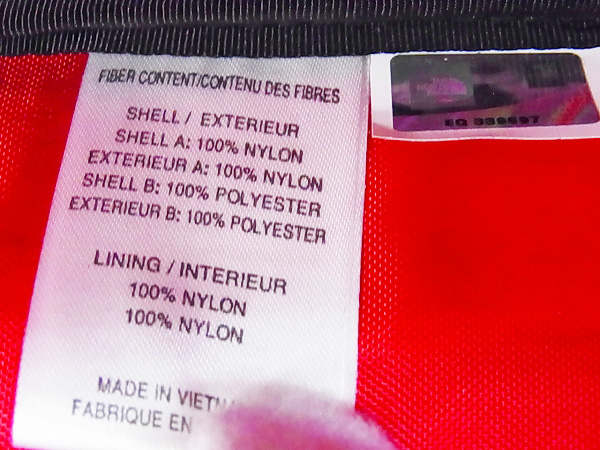 FIBER CONTENT/CONTENU DES FIBRES
SHELL / EXTERIEUR
SHELL A: 100% NYLON
EXTERIEUR A: 100% NYLON
SHELL B: 100% POLYESTER
EXTERIEUR B: 100% POLYESTER
LINING / INTERIEUR
100% NYLON
100% NYLON
MADE IN
FABRIQUE EN
EG